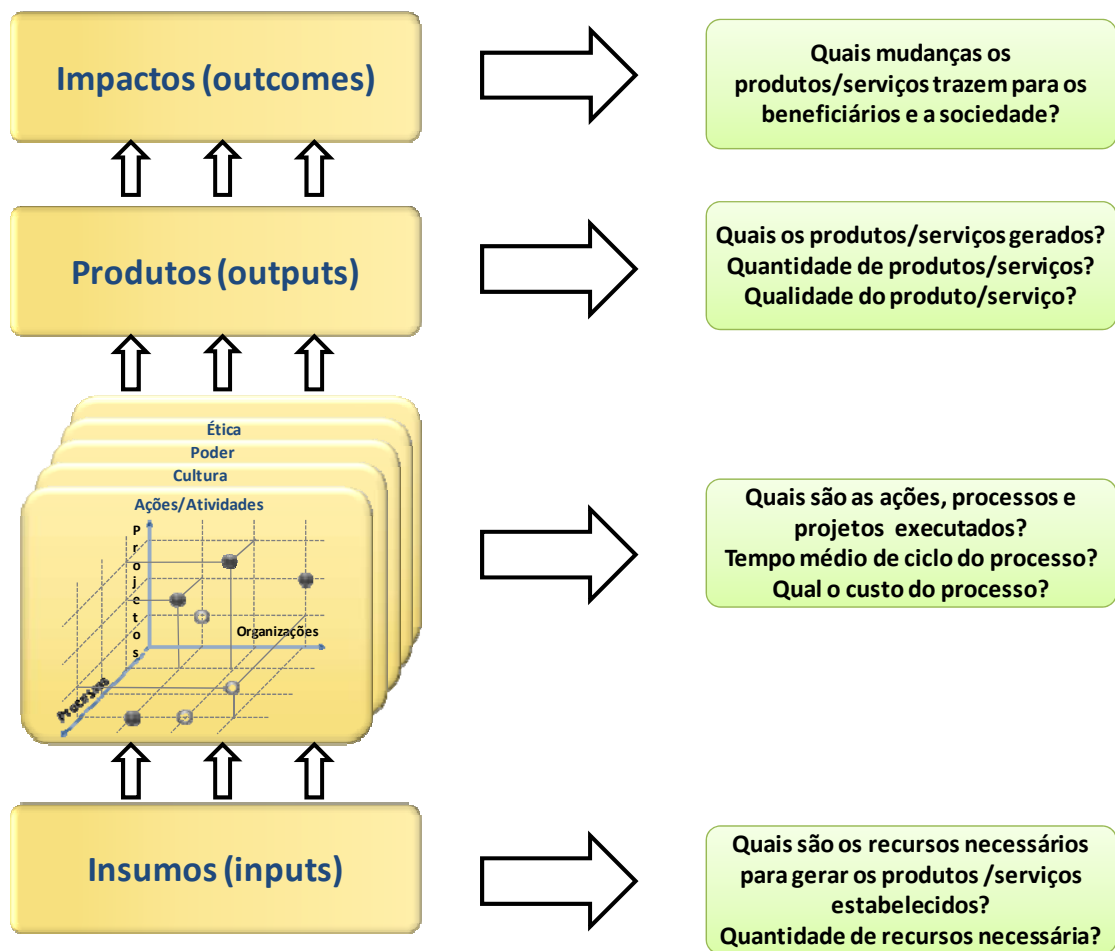 Impactos (outcomes)
Quais mudanças os
produtos/serviços trazem para os
beneficiários e a sociedade?
Produtos (outputs)
Quais os produtos/serviços gerados?
Quantidade de produtos/serviços?
Qualidade do produto/serviço?
Ética
Poder
Cultura
Ações/Atividades
Projetos
Organizações
Processos
Quais são as ações, processos e
projetos executados?
Tempo médio de ciclo do processo?
Qual o custo do processo?
Insumos (inputs)
Quais são os recursos necessários
para gerar os produtos /serviços
estabelecidos?
Quantidade de recursos necessária?